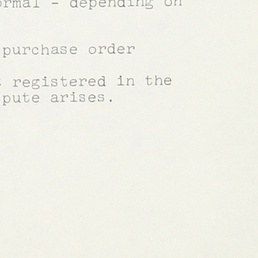 ormal - depending on
purchase order
registered in the
pute arises.